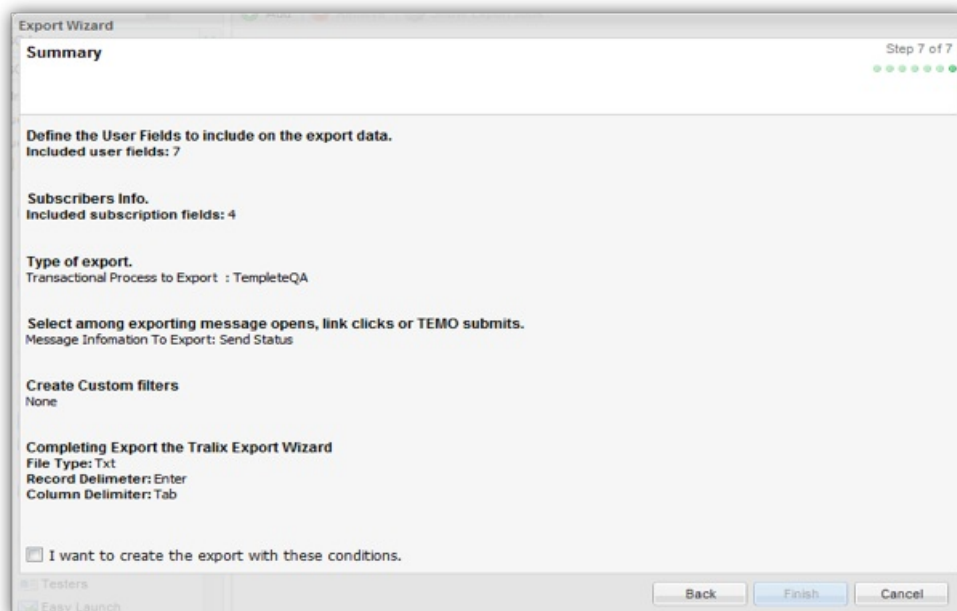 Add
Export Wizard
Summary
Step 7 of 7
Define the User Fields to include on the export data.
Included user fields: 7
Subscribers Info.
Included subscription fields: 4
Type of export.
Transactional Process to Export : TempleteQA
Select among exporting message opens, link clicks or TEMO submits.
Message Infomation To Export: Send Status
Create Custom filters
None
Completing Export the Tralix Export Wizard
File Type: Txt
Record Delimeter: Enter
Column Delimiter: Tab
I want to create the export with these conditions.
Testers
Back Finish Cancel
Easy Launch